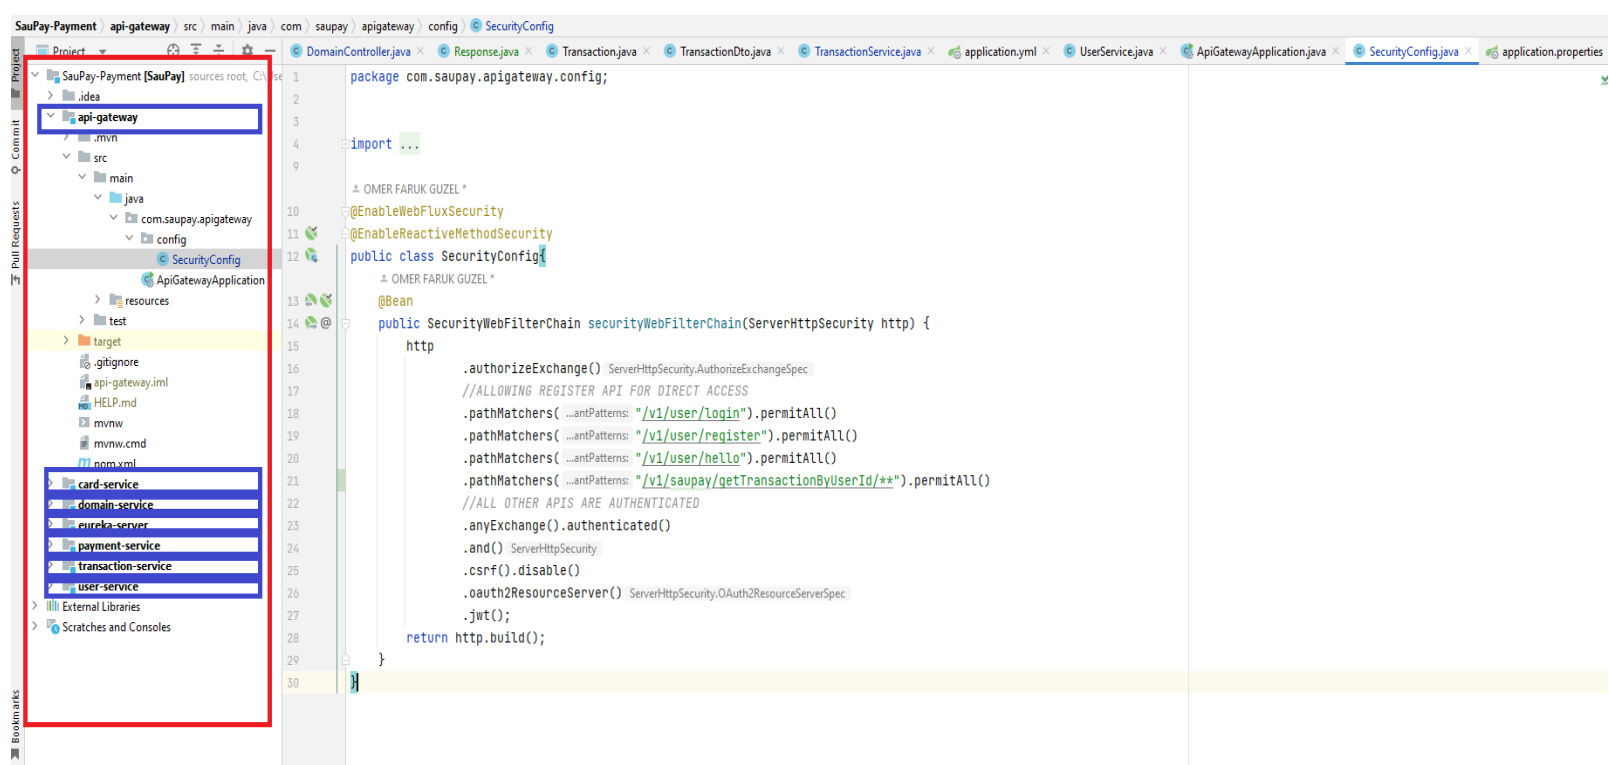 SauPay-Payment 〉 api-gateway 〉 src 〉 main 〉 java 〉 com 〉 saupay 〉 apigateway 〉 config 〉 SecurityConfig
Project
DomainController.java × Response.java × Transaction.java × TransactionDto.java × TransactionService.java × application.yml × UserService.java × ApiGatewayApplication.java × SecurityConfig.java × application.properties
Project
Commit
Pull Requests
Bookmarks
SauPay-Payment [SauPay] sources root, C:\
.idea
api-gateway
.mvn
src
main
java
com.saupay.apigateway
config
SecurityConfig
ApiGatewayApplication
resources
test
target
.gitignore
api-gateway.iml
HELP.md
mvnw
mvnw.cmd
pom.xml
card-service
domain-service
eureka-server
payment-service
transaction-service
user-service
External Libraries
Scratches and Consoles
1 package com.saupay.apigateway.config;
2
3
4 import ...
9
OMER FARUK GUZEL *
10 @EnableWebFluxSecurity
11 @EnableReactiveMethodSecurity
12 public class SecurityConfig{
OMER FARUK GUZEL *
13 @Bean
14 @ public SecurityWebFilterChain securityWebFilterChain(ServerHttpSecurity http) {
15 http
16 .authorizeExchange() ServerHttpSecurity.AuthorizeExchangeSpec
17 //ALLOWING REGISTER API FOR DIRECT ACCESS
18 .pathMatchers( ...antPatterns: "/v1/user/login").permitAll()
19 .pathMatchers( ...antPatterns: "/v1/user/register").permitAll()
20 .pathMatchers( ...antPatterns: "/v1/user/hello").permitAll()
21 .pathMatchers( ...antPatterns: "/v1/saupay/getTransactionByUserId/**").permitAll()
22 //ALL OTHER APIS ARE AUTHENTICATED
23 .anyExchange().authenticated()
24 .and() ServerHttpSecurity
25 .csrf().disable()
26 .oauth2ResourceServer() ServerHttpSecurity.OAuth2ResourceServerSpec
27 .jwt();
28 return http.build();
29 }
30 }